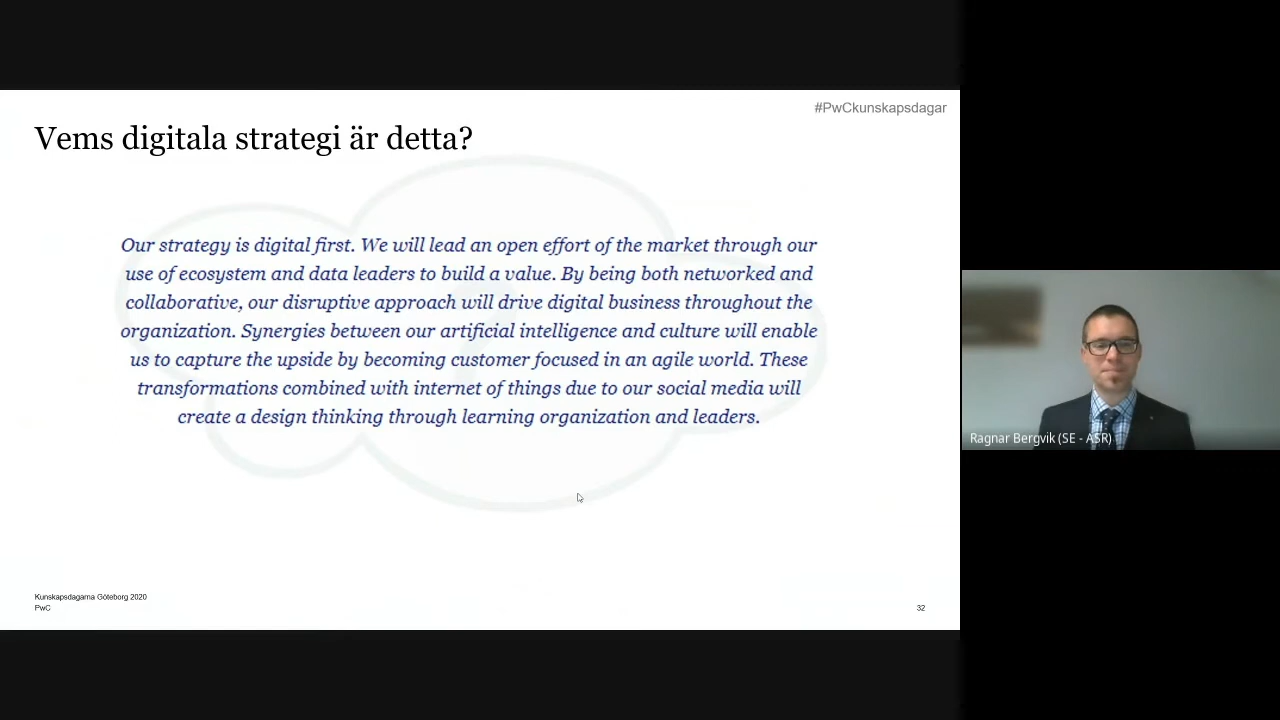 #PwCkunskapsdagar
Vems digitala strategi är detta?
Our strategy is digital first. We will lead an open effort of the market through our
use of ecosystem and data leaders to build a value. By being both networked and
collaborative, our disruptive approach will drive digital business throughout the
organization. Synergies between our artificial intelligence and culture will enable
us to capture the upside by becoming customer focused in an agile world. These
transformations combined with internet of things due to our social media will
create a design thinking through learning organization and leaders.
Ragnar Bergvik (SE - ASR)
Kunskapsdagarna Göteborg 2020
PwC
32